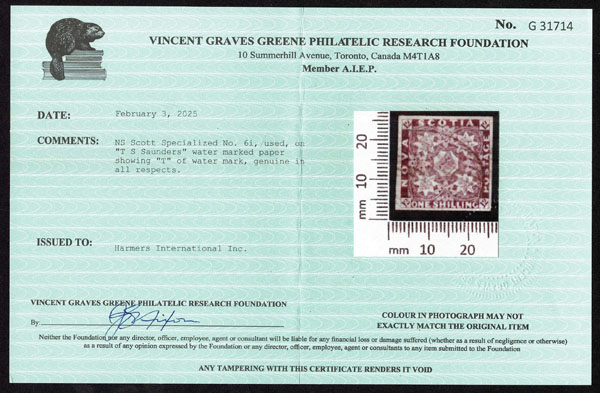 No. G 31714
VINCENT GRAVES GREENE PHILATELIC RESEARCH FOUNDATION
10 Summerhill Avenue, Toronto, Canada M4T1A8
Member A.I.E.P.
DATE: February 3, 2025
COMMENTS: NS Scott Specialized No. 6i, used, on
"T S Saunders" water marked paper
showing "T" of water mark, genuine in
all respects.
20
10
mm
SCOTIA
NOVA
POSTAGE
ONE SHILLING
mm 10 20
ISSUED TO: Harmers International Inc.
VINCENT GRAVES GREENE PHILATELIC RESEARCH FOUNDATION
By
COLOUR IN PHOTOGRAPH MAY NOT
EXACTLY MATCH THE ORIGINAL ITEM
Neither the Foundation nor any director, officer, employee, agent or consultant will be liable for any financial loss or damage suffered (whether as a result of negligence or otherwise)
as a result of any opinion expressed by the Foundation or any director, officer, employee, agent or consultants to any item submitted to the Foundation
ANY TAMPERING WITH THIS CERTIFICATE RENDERS IT VOID